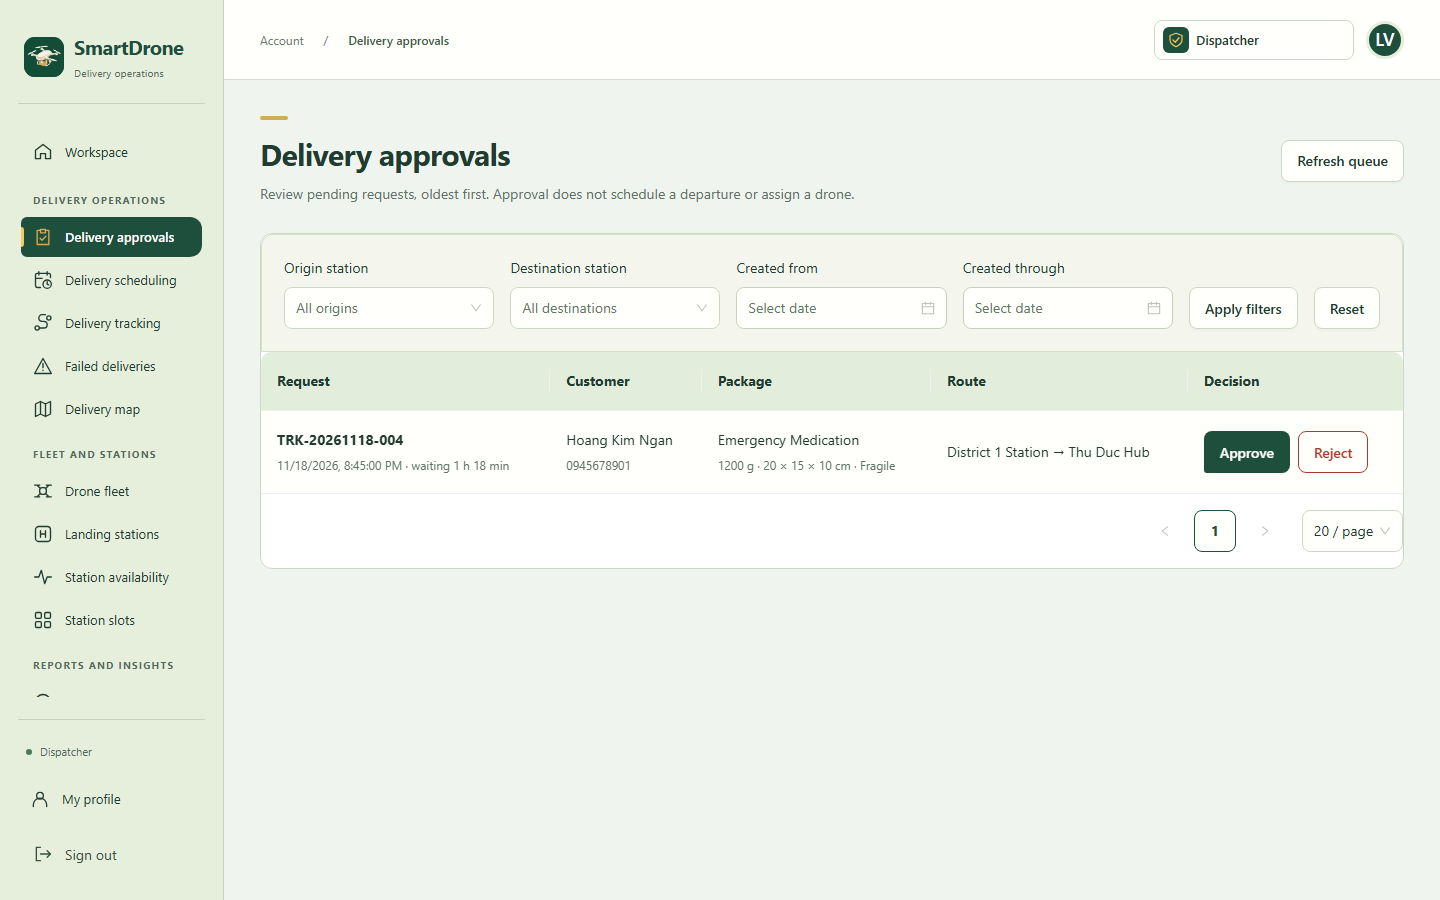 SmartDrone
Delivery operations
Workspace
DELIVERY OPERATIONS
Delivery approvals
Delivery scheduling
Delivery tracking
Failed deliveries
Delivery map
FLEET AND STATIONS
Drone fleet
Landing stations
Station availability
Station slots
REPORTS AND INSIGHTS
Dispatcher
My profile
Sign out
Account / Delivery approvals
Dispatcher
LV
Delivery approvals
Review pending requests, oldest first. Approval does not schedule a departure or assign a drone.
Refresh queue
Origin station Destination station Created from Created through
All origins All destinations Select date Select date Apply filters Reset
Request Customer Package Route Decision
TRK-20261118-004 Hoang Kim Ngan Emergency Medication District 1 Station → Thu Duc Hub Approve Reject
11/18/2026, 8:45:00 PM · waiting 1 h 18 min 0945678901 1200 g · 20 × 15 × 10 cm · Fragile
< 1 > 20 / page